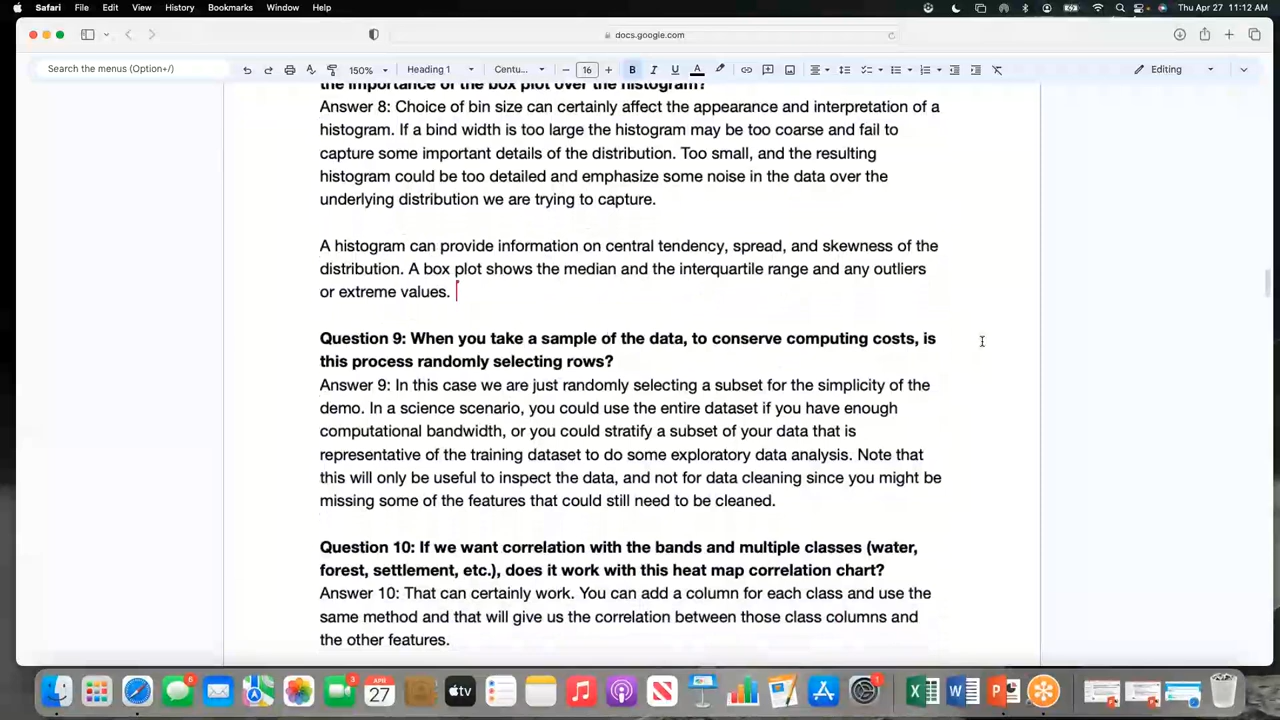 Safari File Edit View History Bookmarks Window Help Thu Apr 27 11:12 AM
docs.google.com
Search the menus (Option+/) 150% Heading 1 Centu... 16 B I U A Editing
the importance of the box plot over the histogram?
Answer 8: Choice of bin size can certainly affect the appearance and interpretation of a
histogram. If a bind width is too large the histogram may be too coarse and fail to
capture some important details of the distribution. Too small, and the resulting
histogram could be too detailed and emphasize some noise in the data over the
underlying distribution we are trying to capture.
A histogram can provide information on central tendency, spread, and skewness of the
distribution. A box plot shows the median and the interquartile range and any outliers
or extreme values.
Question 9: When you take a sample of the data, to conserve computing costs, is
this process randomly selecting rows?
Answer 9: In this case we are just randomly selecting a subset for the simplicity of the
demo. In a science scenario, you could use the entire dataset if you have enough
computational bandwidth, or you could stratify a subset of your data that is
representative of the training dataset to do some exploratory data analysis. Note that
this will only be useful to inspect the data, and not for data cleaning since you might be
missing some of the features that could still need to be cleaned.
Question 10: If we want correlation with the bands and multiple classes (water,
forest, settlement, etc.), does it work with this heat map correlation chart?
Answer 10: That can certainly work. You can add a column for each class and use the
same method and that will give us the correlation between those class columns and
the other features.
6 3 APR 27 tv 1 X W P